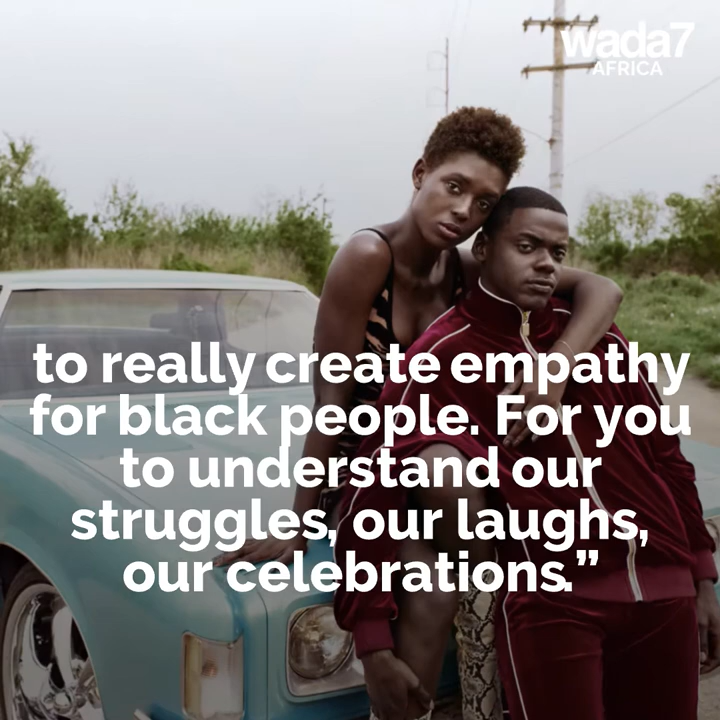 wada7
AFRICA
to really create empathy
for black people. For you
to understand our
struggles, our laughs,
our celebrations.”